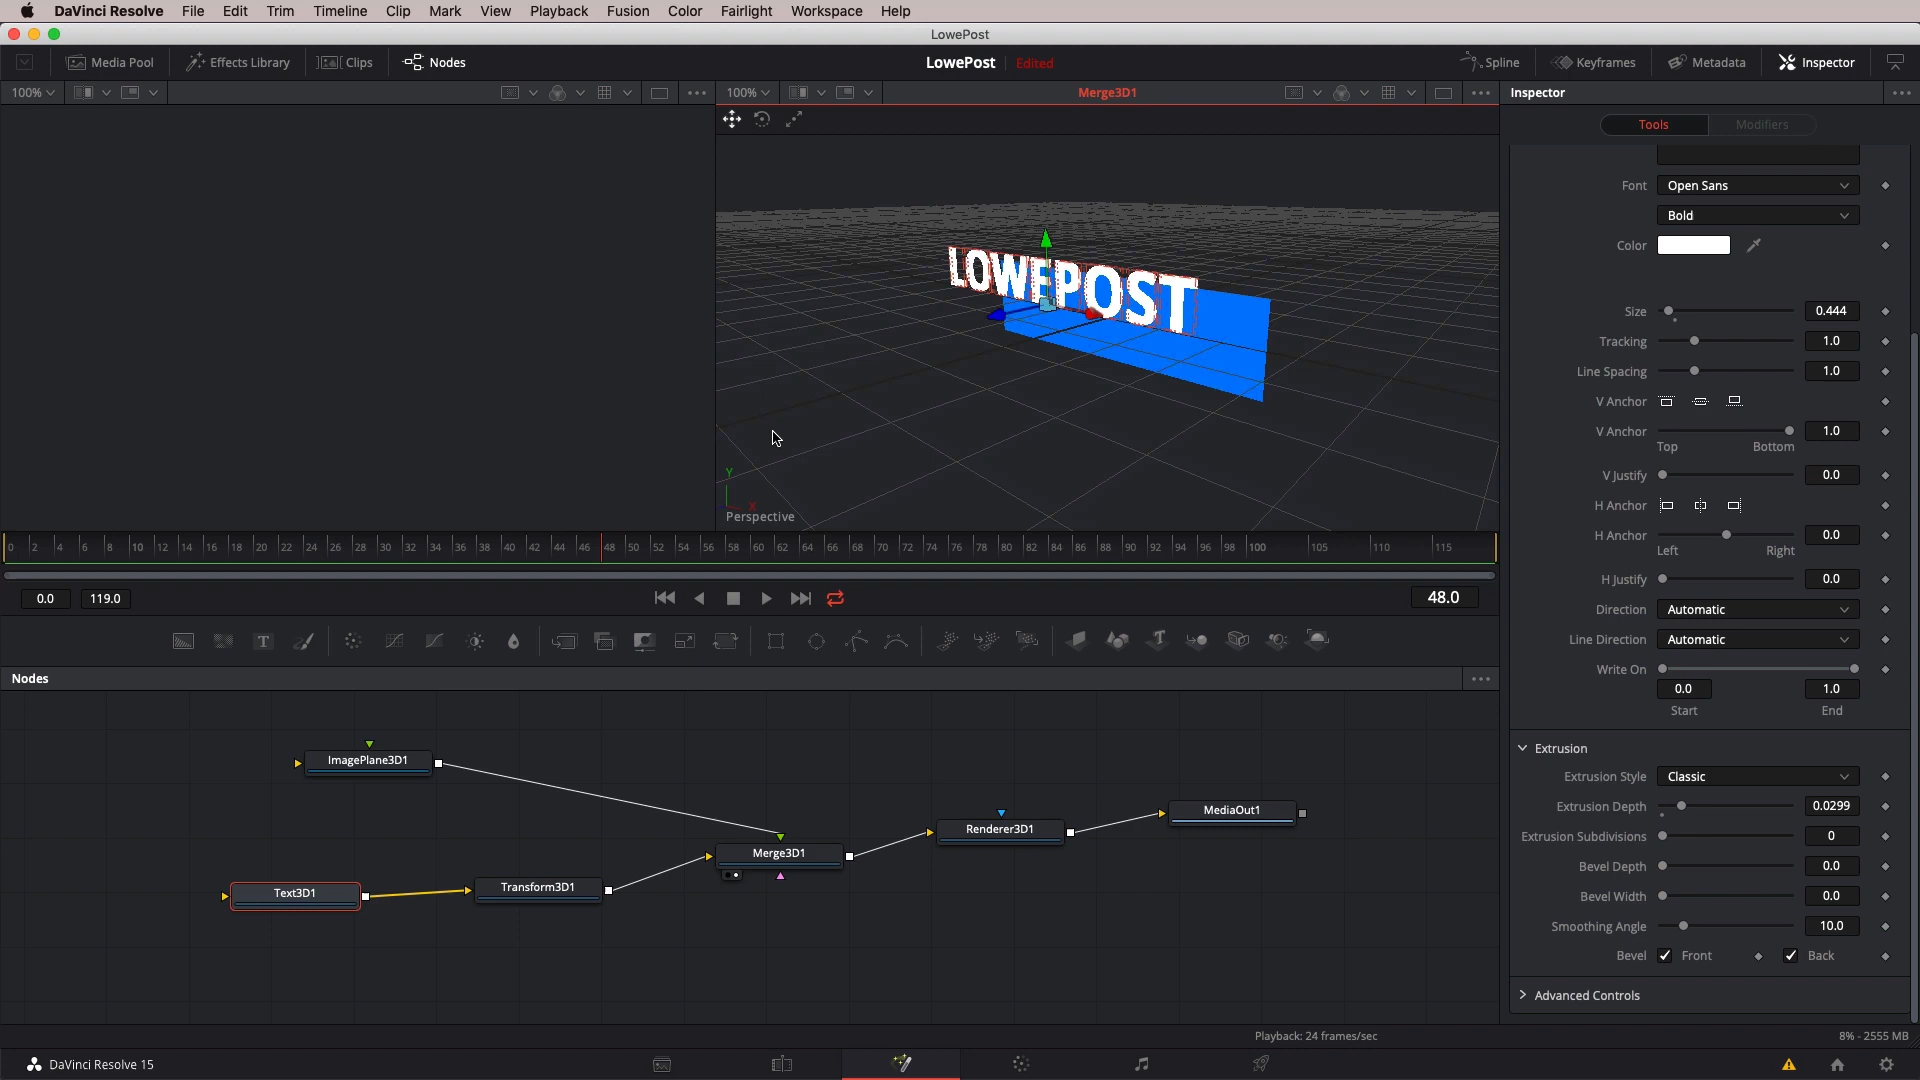 DaVinci Resolve File Edit Trim Timeline Clip Mark View Playback Fusion Color Fairlight Workspace Help
LowePost
Media Pool Effects Library Clips Nodes LowePost Edited Spline Keyframes Metadata Inspector
100% 100% Merge3D1 Inspector
Tools Modifiers
Font Open Sans
Bold
Color
LOWEPOST
Size 0.444
Tracking 1.0
Line Spacing 1.0
V Anchor
V Anchor 1.0
Top Bottom
V Justify 0.0
H Anchor
H Anchor 0.0
Left Right
H Justify 0.0
Direction Automatic
Line Direction Automatic
Write On
0.0 1.0
Start End
Extrusion
Extrusion Style Classic
Extrusion Depth 0.0299
Extrusion Subdivisions 0
Bevel Depth 0.0
Bevel Width 0.0
Smoothing Angle 10.0
Bevel Front Back
Advanced Controls
Y
X
Perspective
0 2 4 6 8 10 12 14 16 18 20 22 24 26 28 30 32 34 36 38 40 42 44 46 48 50 52 54 56 58 60 62 64 66 68 70 72 74 76 78 80 82 84 86 88 90 92 94 96 98 100 105 110 115
0.0 119.0 48.0
T T
Nodes
ImagePlane3D1
MediaOut1
Renderer3D1
Merge3D1
Transform3D1
Text3D1
Playback: 24 frames/sec 8% - 2555 MB
DaVinci Resolve 15